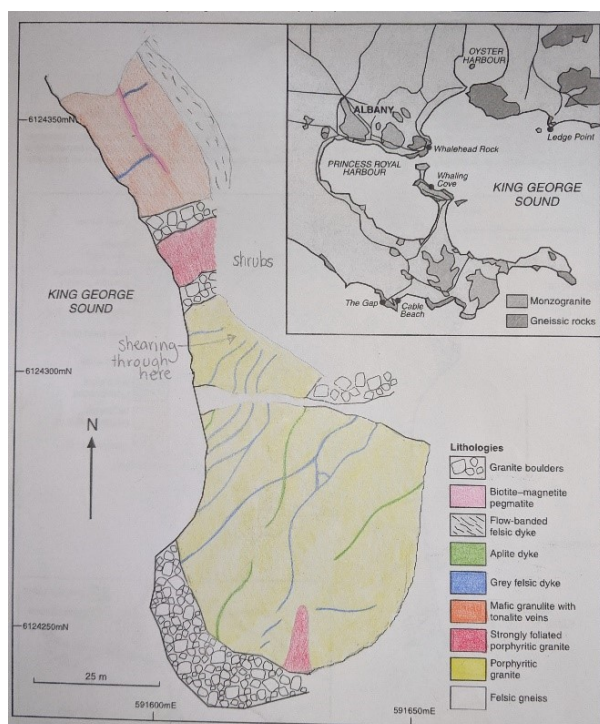 OYSTER
HARBOUR
ALBANY
Whalehead Rock
Ledge Point
PRINCESS ROYAL
HARBOUR
Whaling
Cove
KING GEORGE
SOUND
The Gap
Cable
Beach
Monzogranite
Gneissic rocks
6124350mN
shrubs
KING GEORGE
SOUND
shearing
through
here
6124300mN
N
Lithologies
Granite boulders
Biotite–magnetite
pegmatite
Flow-banded
felsic dyke
Aplite dyke
Grey felsic dyke
Mafic granulite with
tonalite veins
Strongly foliated
porphyritic granite
Porphyritic
granite
Felsic gneiss
6124250mN
25 m
591600mE
591650mE